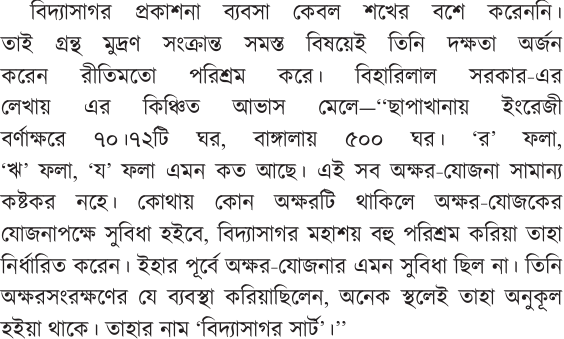 বিদ্যাসাগর প্রকাশনা ব্যবসা কেবল শখের বশে করেননি।
তাই গ্রন্থ মুদ্রণ সংক্রান্ত সমস্ত বিষয়েই তিনি দক্ষতা অর্জন
করেন রীতিমতো পরিশ্রম করে। বিহারিলাল সরকার-এর
লেখায় এর কিঞ্চিত আভাস মেলে—“ছাপাখানায় ইংরেজী
বর্ণাক্ষরে ৭০।৭২টি ঘর, বাঙ্গালায় ৫০০ ঘর। ‘র’ ফলা,
‘ঋ’ ফলা, ‘য’ ফলা এমন কত আছে। এই সব অক্ষর-যোজনা সামান্য
কষ্টকর নহে। কোথায় কোন অক্ষরটি থাকিলে অক্ষর-যোজকের
যোজনাপক্ষে সুবিধা হইবে, বিদ্যাসাগর মহাশয় বহু পরিশ্রম করিয়া তাহা
নির্ধারিত করেন। ইহার পূর্বে অক্ষর-যোজনার এমন সুবিধা ছিল না। তিনি
অক্ষরসংরক্ষণের যে ব্যবস্থা করিয়াছিলেন, অনেক স্থলেই তাহা অনুকূল
হইয়া থাকে। তাহার নাম ‘বিদ্যাসাগর সার্ট’।”